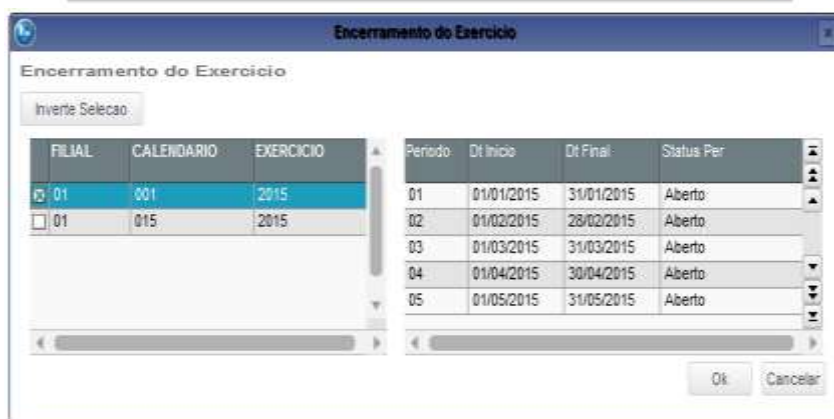 Encerramento do Exercicio
Encerramento do Exercicio
Inverte Selecao
FILIAL CALENDARIO EXERCICIO
01 001 2015
01 015 2015
Periodo Dt Inicio Dt Final Status Per
01 01/01/2015 31/01/2015 Aberto
02 01/02/2015 28/02/2015 Aberto
03 01/03/2015 31/03/2015 Aberto
04 01/04/2015 30/04/2015 Aberto
05 01/05/2015 31/05/2015 Aberto
Ok Cancelar